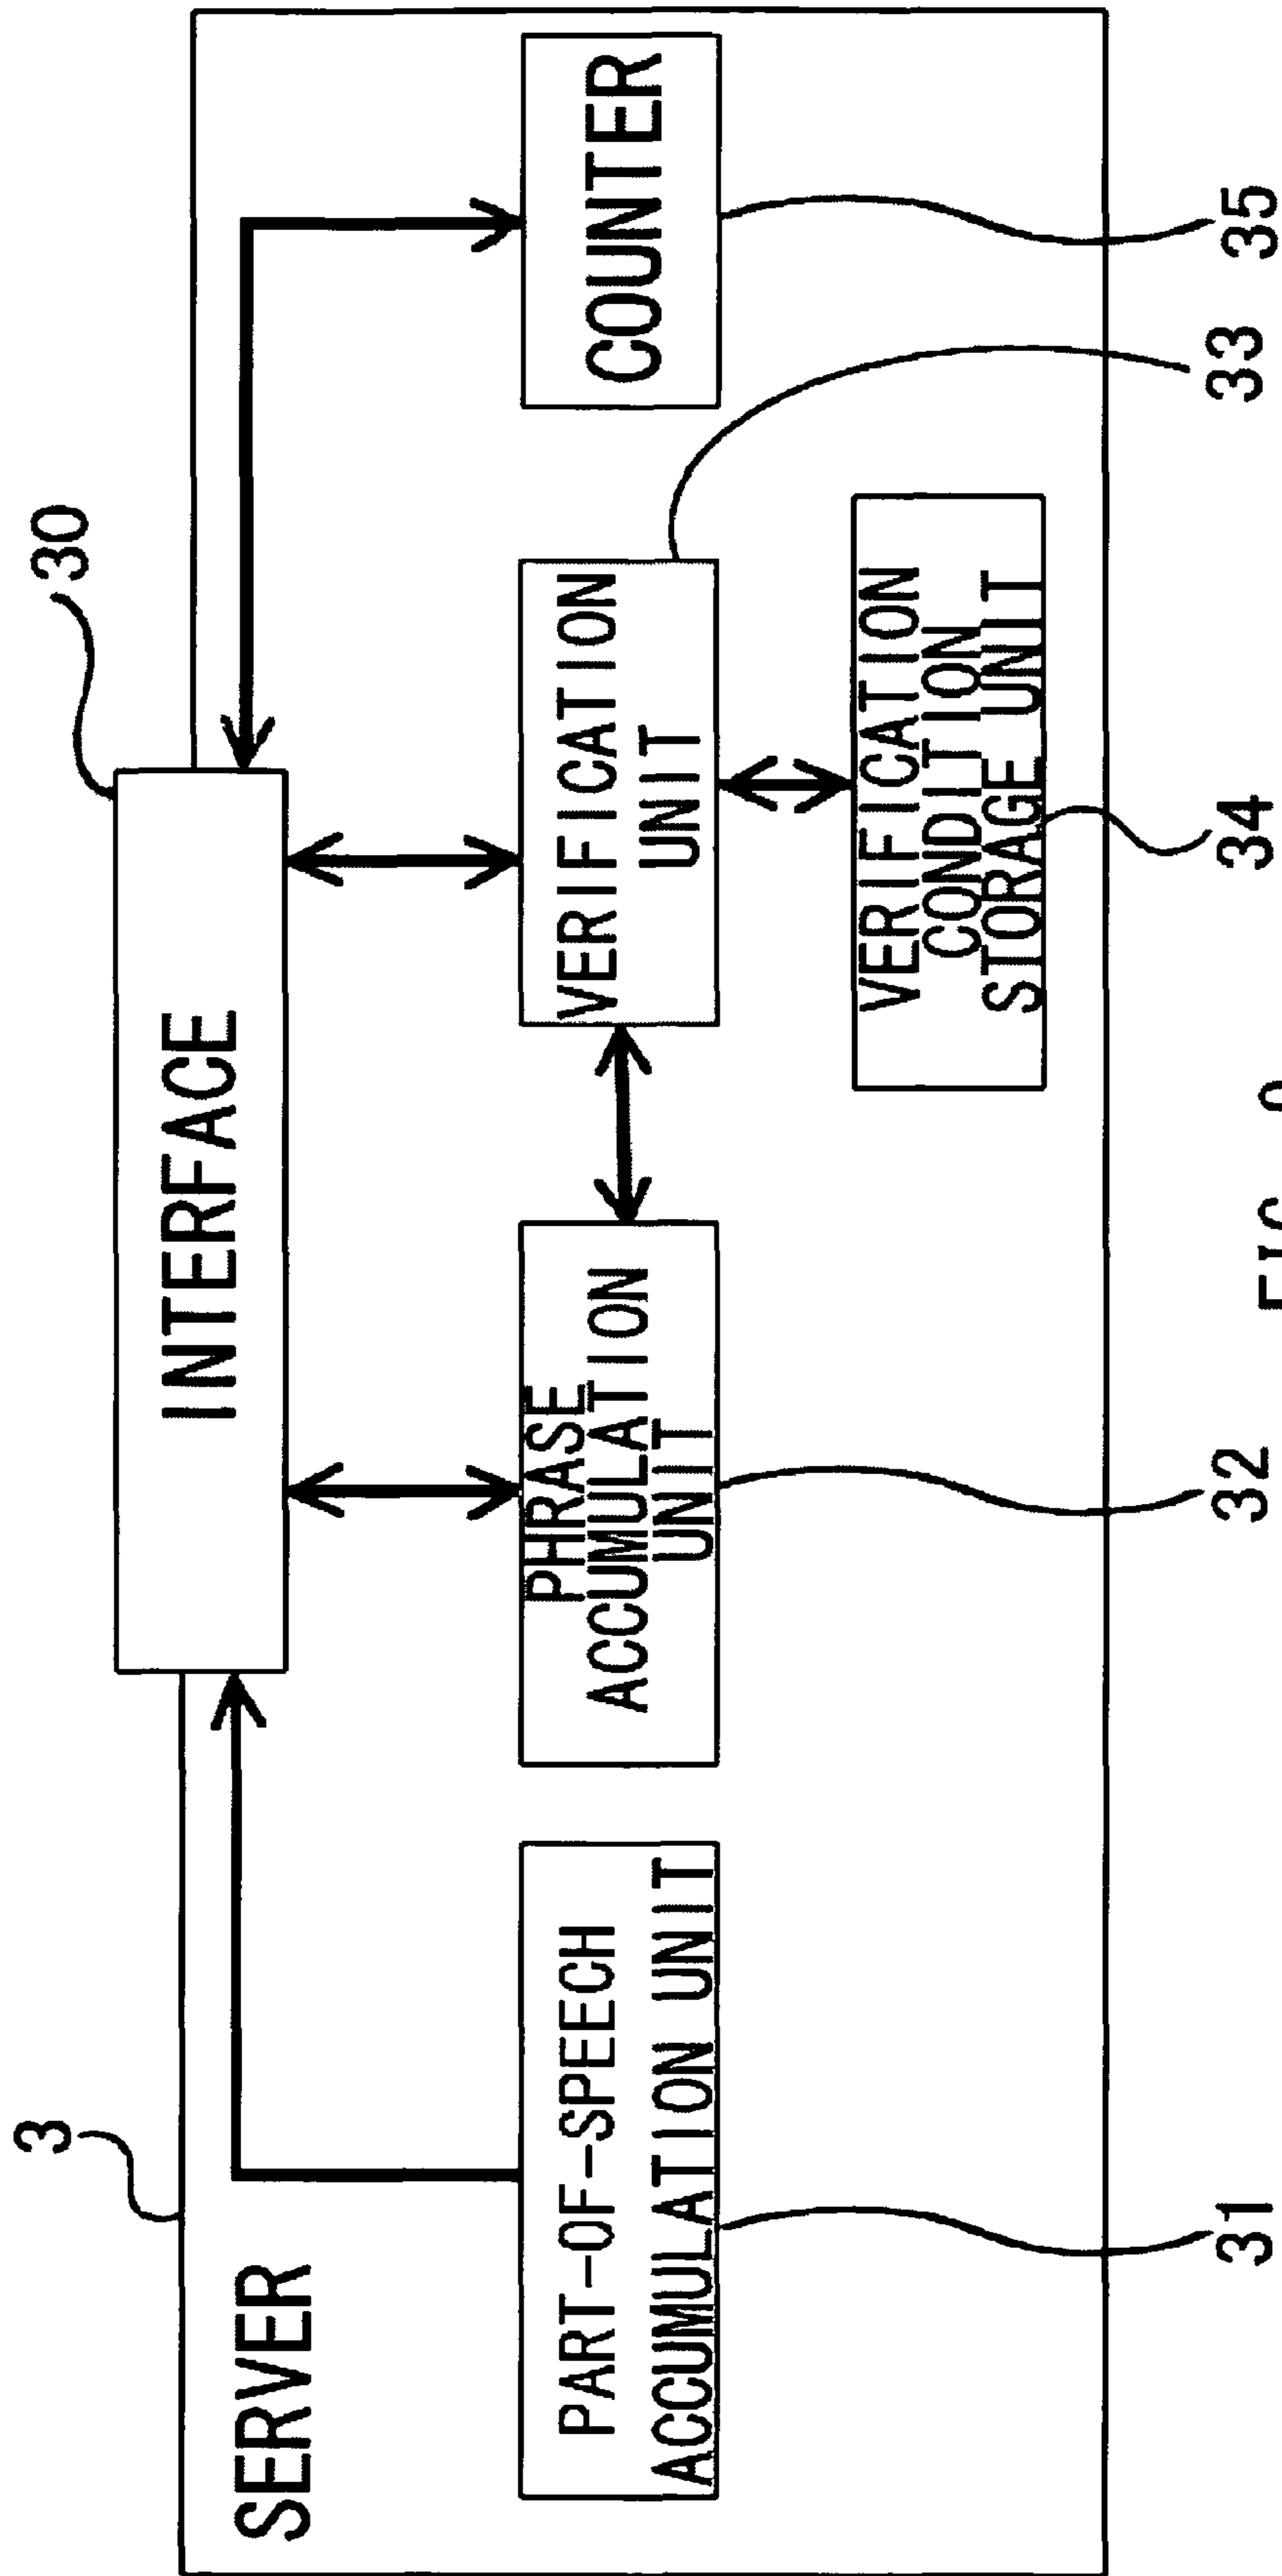 3
30
SERVER
INTERFACE
PART-OF-SPEECH
ACCUMULATION UNIT
PHRASE
ACCUMULATION
UNIT
VERIFICATION
UNIT
COUNTER
VERIFICATION
CONDITION
STORAGE UNIT
31
32
34
33
35